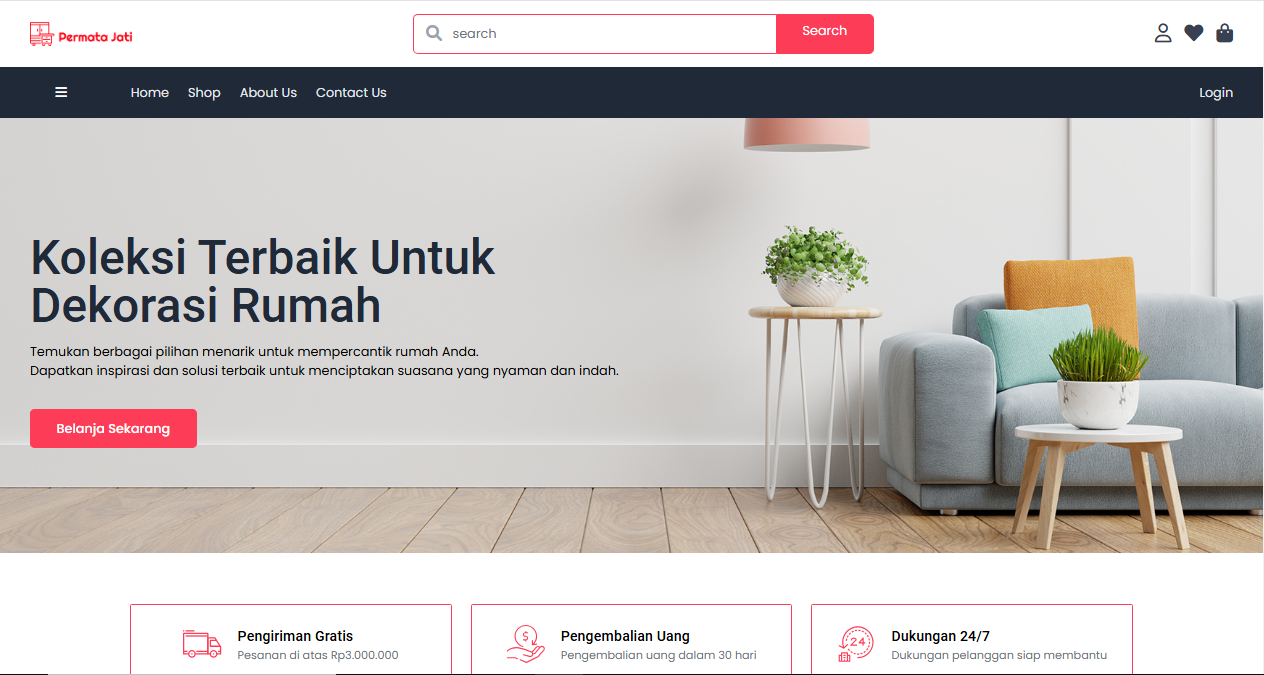 Permata Jati
search
Search
Home Shop About Us Contact Us
Login
Koleksi Terbaik Untuk
Dekorasi Rumah
Temukan berbagai pilihan menarik untuk mempercantik rumah Anda.
Dapatkan inspirasi dan solusi terbaik untuk menciptakan suasana yang nyaman dan indah.
Belanja Sekarang
Pengiriman Gratis
Pesanan di atas Rp3.000.000
$
Pengembalian Uang
Pengembalian uang dalam 30 hari
24
Dukungan 24/7
Dukungan pelanggan siap membantu